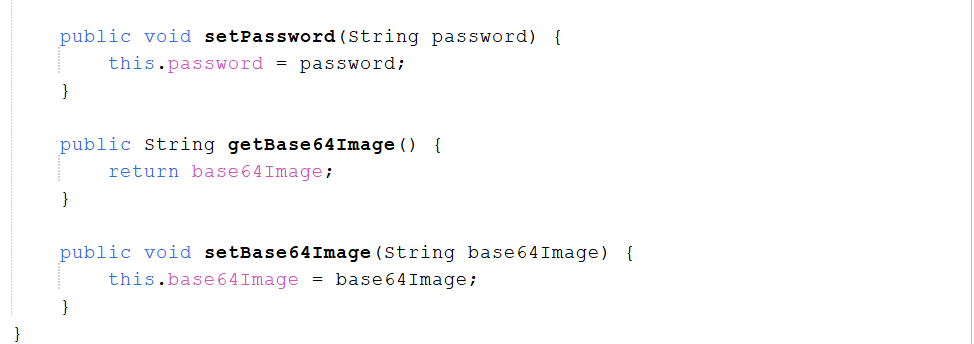 public void setPassword(String password) {
this.password = password;
}
public String getBase64Image() {
return base64Image;
}
public void setBase64Image(String base64Image) {
this.base64Image = base64Image;
}
}